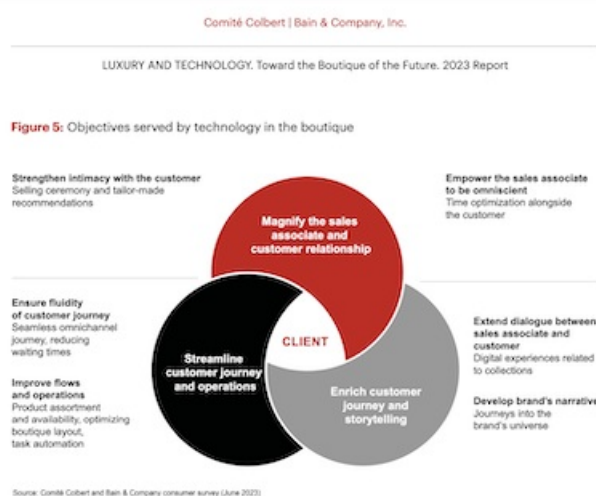 Comité Colbert | Bain & Company, Inc.
LUXURY AND TECHNOLOGY. Toward the Boutique of the Future. 2023 Report
Figure 5: Objectives served by technology in the boutique
Strengthen intimacy with the customer
Selling ceremony and tailor-made
recommendations
Empower the sales associate
to be omniscient
Time optimization alongside
the customer
Magnify the sales
associate and
customer relationship
Ensure fluidity
of customer journey
Seamless omnichannel
journey, reducing
waiting times
Improve flows
and operations
Product assortment
and availability, optimizing
boutique layout,
task automation
Streamline
customer journey
and operations
CLIENT
Enrich customer
journey and
storytelling
Extend dialogue between
sales associate and
customer
Digital experiences related
to collections
Develop brand's narrative
Journeys into the
brand's universe
Source: Comité Colbert and Bain & Company consumer survey (June 2023)